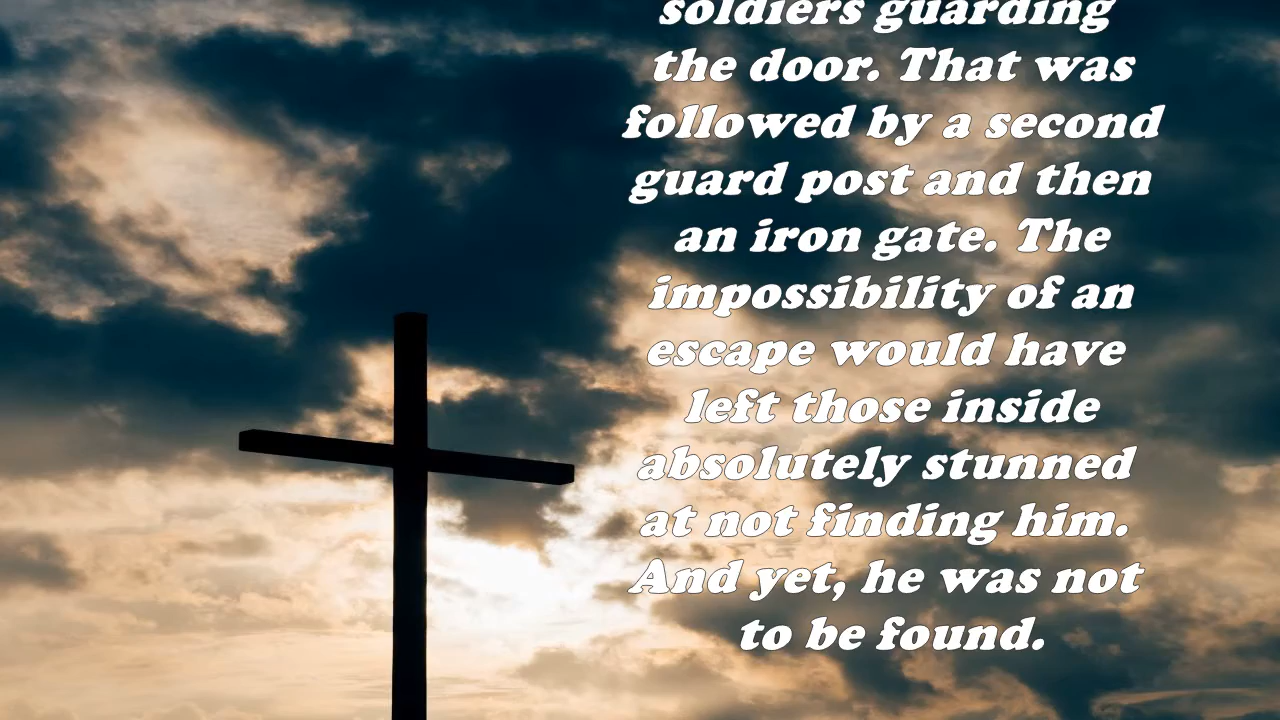 soldiers guarding
the door. That was
followed by a second
guard post and then
an iron gate. The
impossibility of an
escape would have
left those inside
absolutely stunned
at not finding him.
And yet, he was not
to be found.